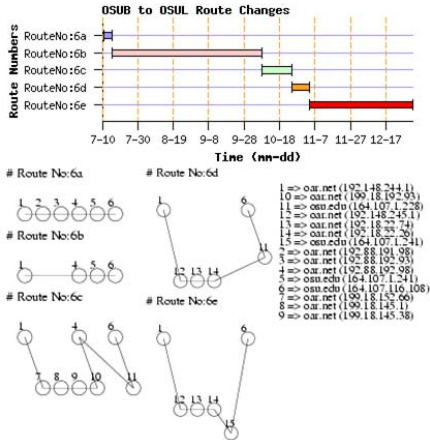 OSUB to OSUL Route Changes
Route Numbers
RouteNo:6a
RouteNo:6b
RouteNo:6c
RouteNo:6d
RouteNo:6e
7-10 7-30 8-19 9-8 9-28 10-18 11-7 11-27 12-17
Time (mm-dd)
# Route No:6a
1 2 3 4 5 6
# Route No:6b
1 4 5 6
# Route No:6c
1 4 6
7 8 9 10 11
# Route No:6d
1 6
11
12 13 14
# Route No:6e
1 6
12 13 14
15
1 => oar.net (192.148.244.1)
10 => oar.net (199.18.192.93)
11 => osu.edu (164.107.1.228)
12 => oar.net (192.148.245.1)
13 => oar.net (192.18.22.74)
14 => oar.net (192.18.22.26)
15 => osu.edu (164.107.1.241)
2 => oar.net (192.88.191.98)
3 => oar.net (192.88.192.93)
4 => oar.net (192.88.192.98)
5 => osu.edu (164.107.1.241)
6 => osu.edu (164.107.116.108)
7 => oar.net (199.18.152.66)
8 => oar.net (199.18.145.1)
9 => oar.net (199.18.145.38)